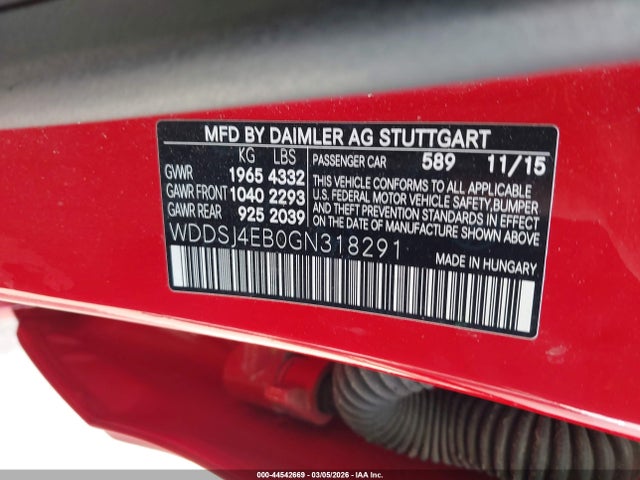 MFD BY DAIMLER AG STUTTGART
KG LBS
GVWR 1965 4332
GAWR FRONT 1040 2293
GAWR REAR 925 2039
PASSENGER CAR 589 11/15
THIS VEHICLE CONFORMS TO ALL APPLICABLE
U.S. FEDERAL MOTOR VEHICLE SAFETY, BUMPER
AND THEFT PREVENTION STANDARDS IN EFFECT
ON THE DATE OF MANUFACTURE SHOWN ABOVE.
WDDSJ4EB0GN318291
MADE IN HUNGARY
000-44542669 - 03/05/2026 - IAA Inc.